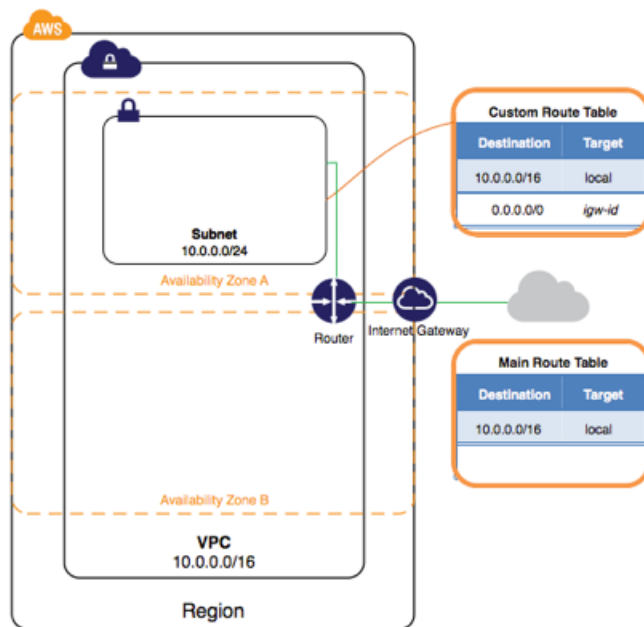 AWS
Custom Route Table
Destination Target
10.0.0.0/16 local
0.0.0.0/0 igw-id
Subnet
10.0.0.0/24
Availability Zone A
Router
Internet Gateway
Main Route Table
Destination Target
10.0.0.0/16 local
Availability Zone B
VPC
10.0.0.0/16
Region